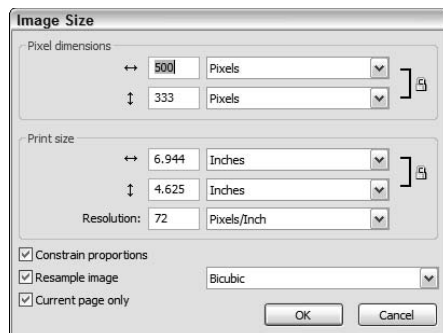 Image Size
Pixel dimensions
500 Pixels
333 Pixels
Print size
6.944 Inches
4.625 Inches
Resolution: 72 Pixels/Inch
Constrain proportions
Resample image Bicubic
Current page only
OK Cancel